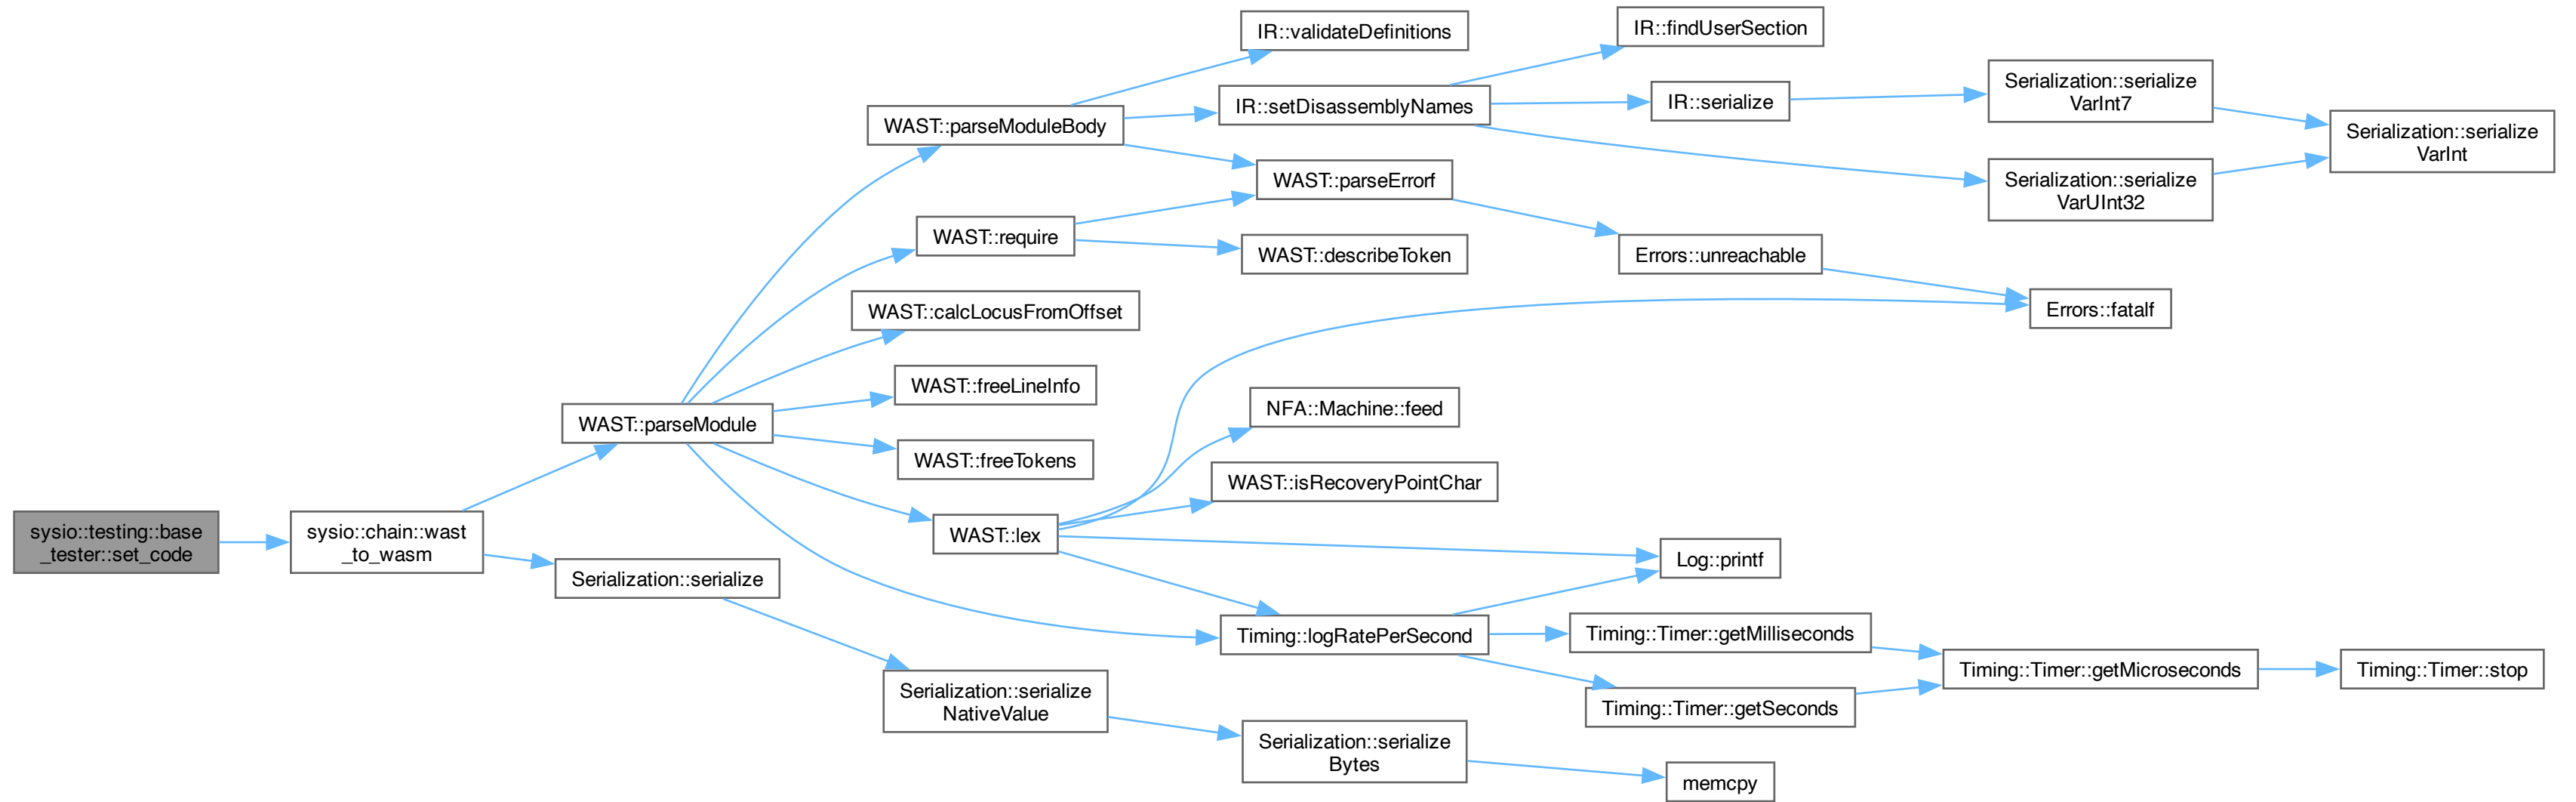 IR::validateDefinitions
IR::findUserSection
Serialization::serialize
VarInt7
IR::setDisassemblyNames
IR::serialize
WAST::parseModuleBody
Serialization::serialize
VarInt
WAST::parseErrorf
Serialization::serialize
VarUInt32
WAST::require
WAST::describeToken
Errors::unreachable
WAST::calcLocusFromOffset
Errors::fatalf
WAST::freeLineInfo
NFA::Machine::feed
WAST::parseModule
WAST::freeTokens
WAST::isRecoveryPointChar
sysio::testing::base
_tester::set_code
sysio::chain::wast
_to_wasm
WAST::lex
Log::printf
Serialization::serialize
Timing::logRatePerSecond
Timing::Timer::getMilliseconds
Timing::Timer::getMicroseconds
Timing::Timer::stop
Serialization::serialize
NativeValue
Timing::Timer::getSeconds
Serialization::serialize
Bytes
memcpy